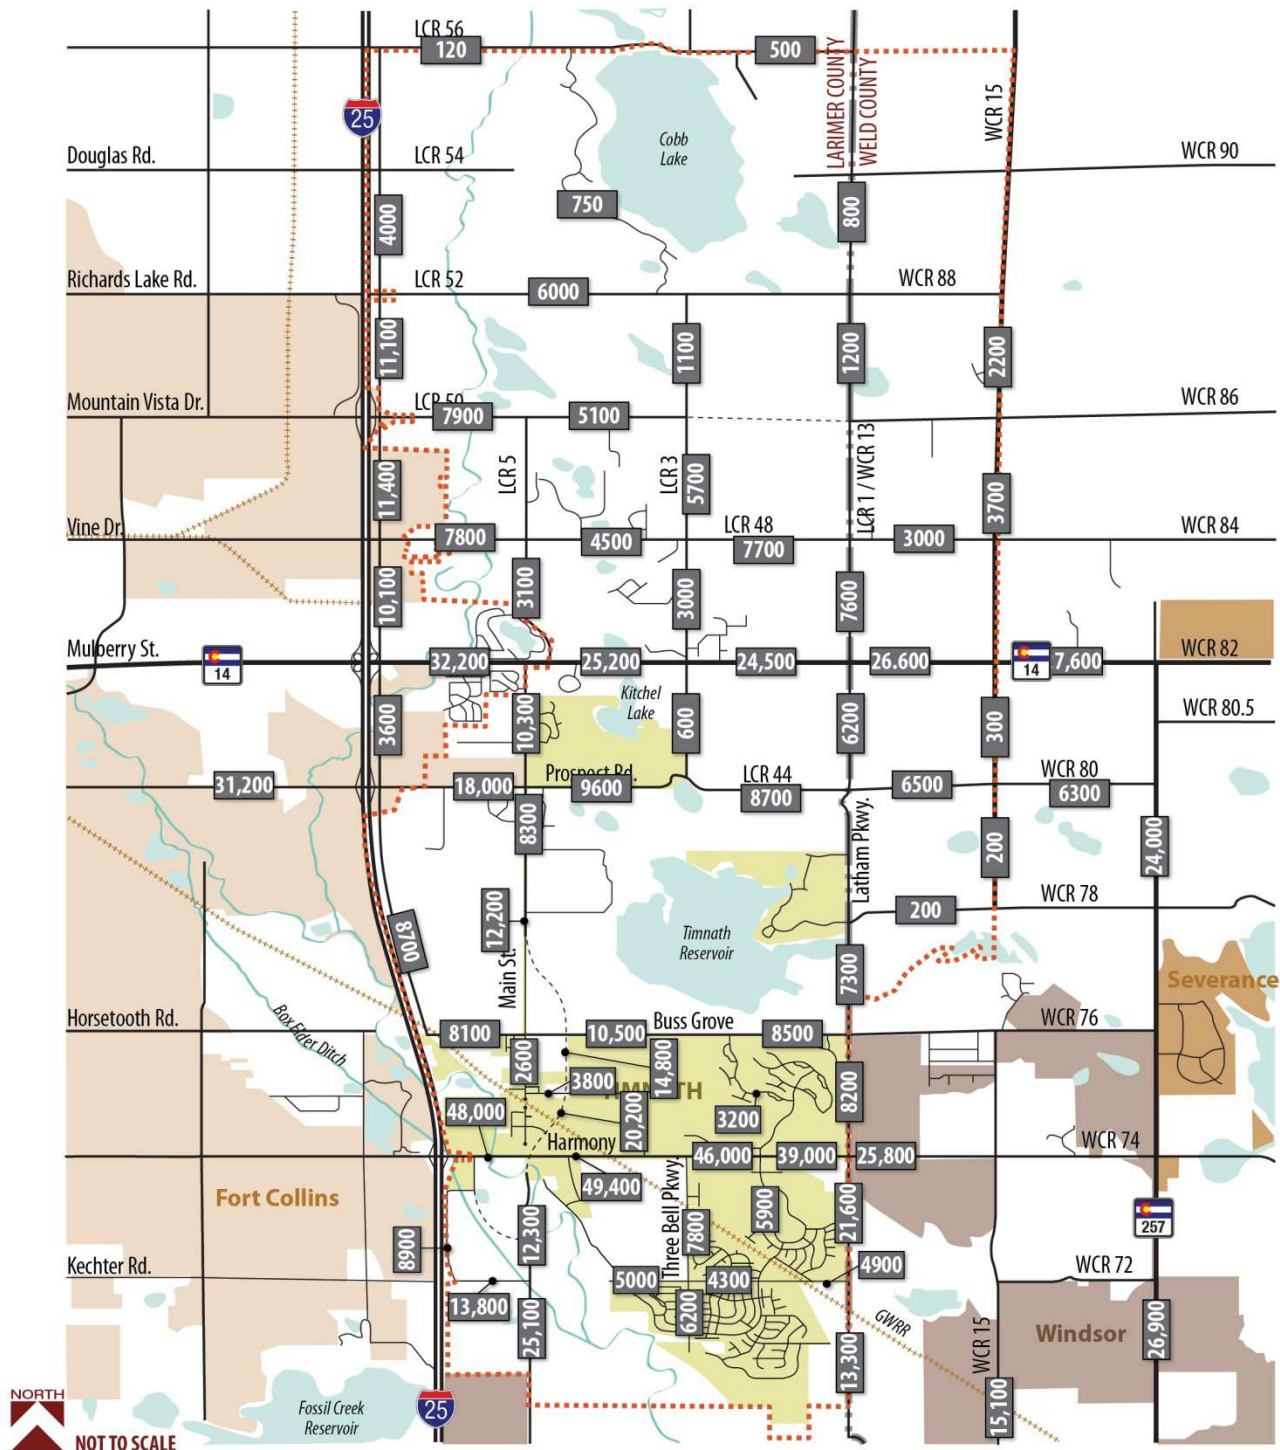 LCR 56
120
500
LARIMER COUNTY
WELD COUNTY
WCR 15
25
Cobb
Lake
Douglas Rd.
LCR 54
WCR 90
4000
750
800
Richards Lake Rd.
LCR 52
6000
WCR 88
11,100
1100
1200
2200
Mountain Vista Dr.
LCR 50
7900
5100
WCR 86
11,400
LCR 5
LCR 3
5700
LCR 1 / WCR 13
3700
Vine Dr.
7800
4500
LCR 48
7700
3000
WCR 84
10,100
3100
3000
7600
Mulberry St.
14
32,200
25,200
24,500
26.600
14
7,600
WCR 82
3600
10,300
Kitchel
Lake
600
6200
300
WCR 80.5
31,200
18,000
Prospect Rd.
9600
LCR 44
8700
6500
WCR 80
6300
8300
Latham Pkwy.
200
24,000
12,200
200
WCR 78
8700
Main St.
Timnath
Reservoir
7300
Severance
Box Elder Ditch
Horsetooth Rd.
8100
10,500
Buss Grove
8500
WCR 76
2600
3800
14,800
48,000
20,200
3200
8200
Harmony
46,000
39,000
25,800
WCR 74
49,400
Fort Collins
Three Bell Pkwy.
5900
21,600
257
8900
12,300
7800
Kechter Rd.
5000
4300
4900
WCR 72
13,800
6200
25,100
GWRR
WCR 15
Windsor
26,900
13,300
15,100
NORTH
25
Fossil Creek
Reservoir
NOT TO SCALE